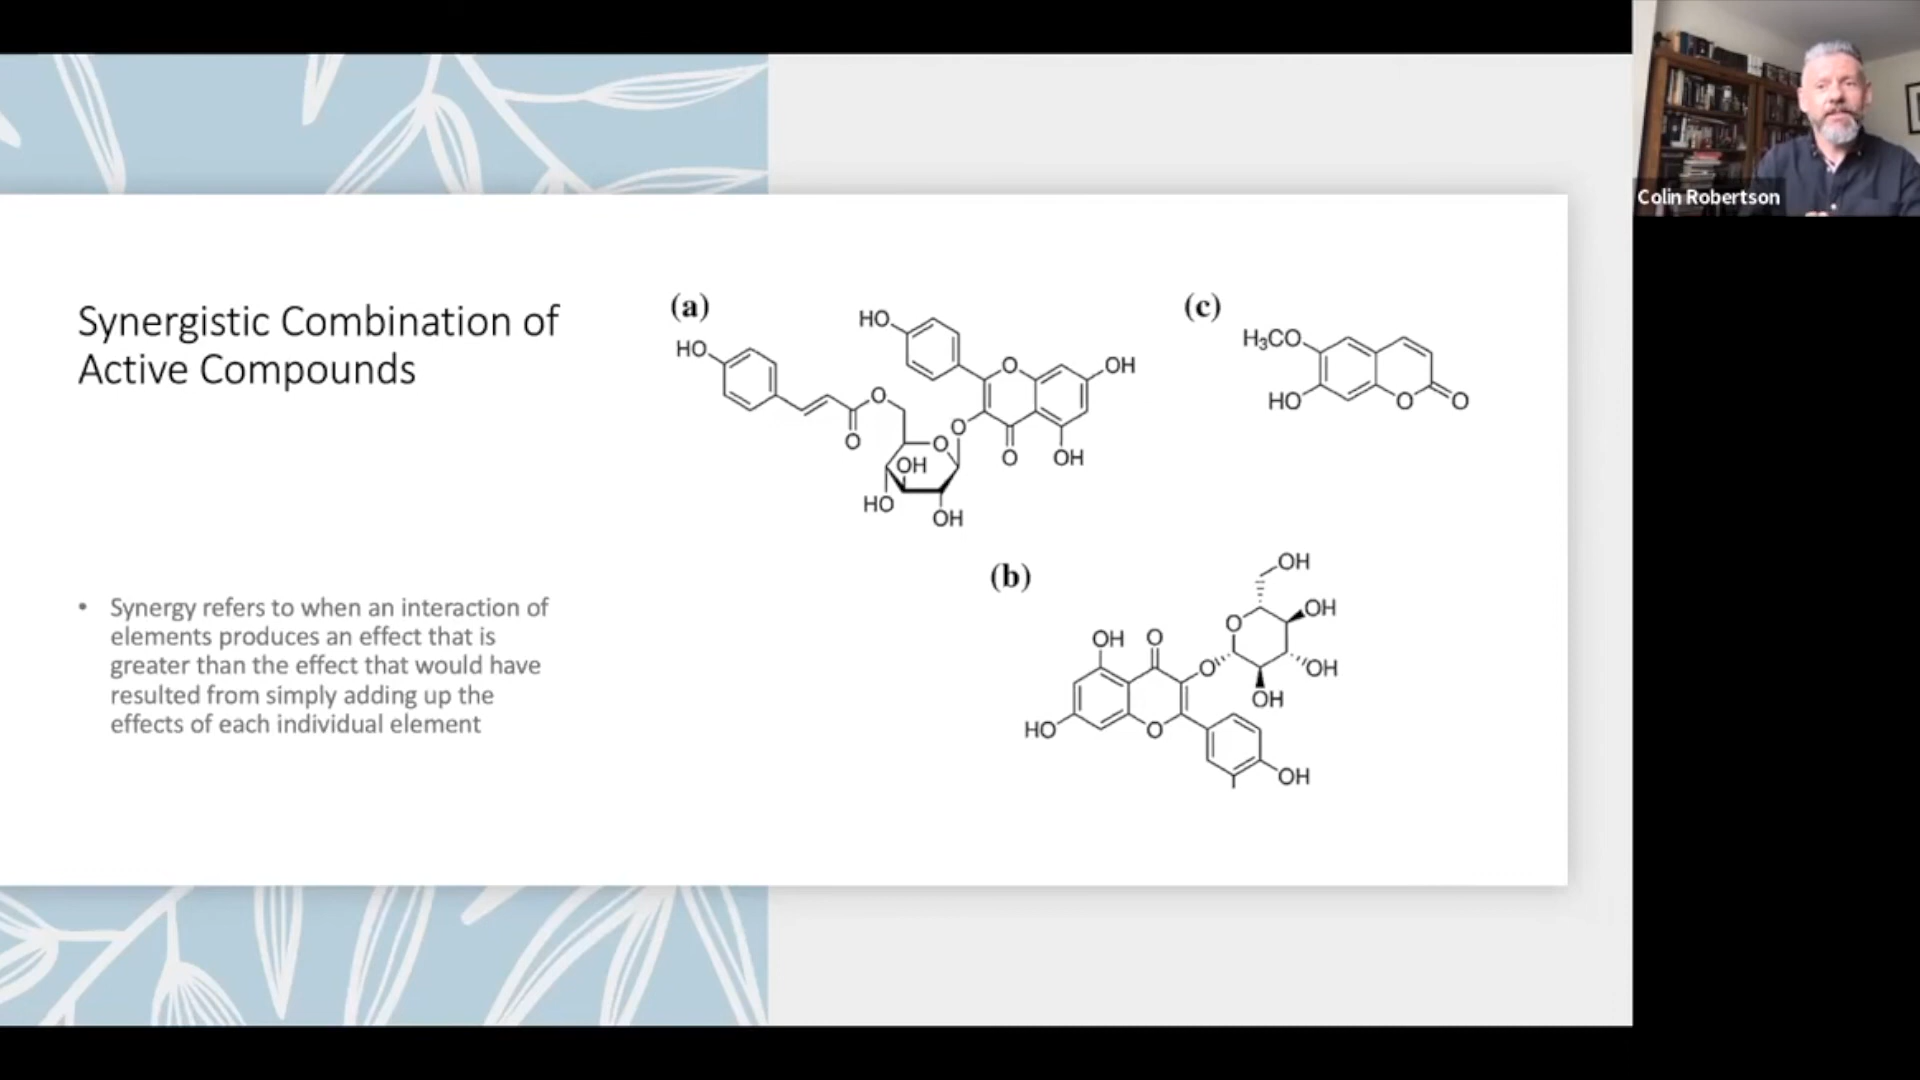 Synergistic Combination of
Active Compounds
• Synergy refers to when an interaction of
elements produces an effect that is
greater than the effect that would have
resulted from simply adding up the
effects of each individual element
(a)
HO
HO
O
OH
O
O
O
O
O
OH
OH
HO
OH
(c)
H₃CO
HO
O
O
(b)
OH
OH
O
OH
O
O
OH
OH
HO
O
OH
Colin Robertson